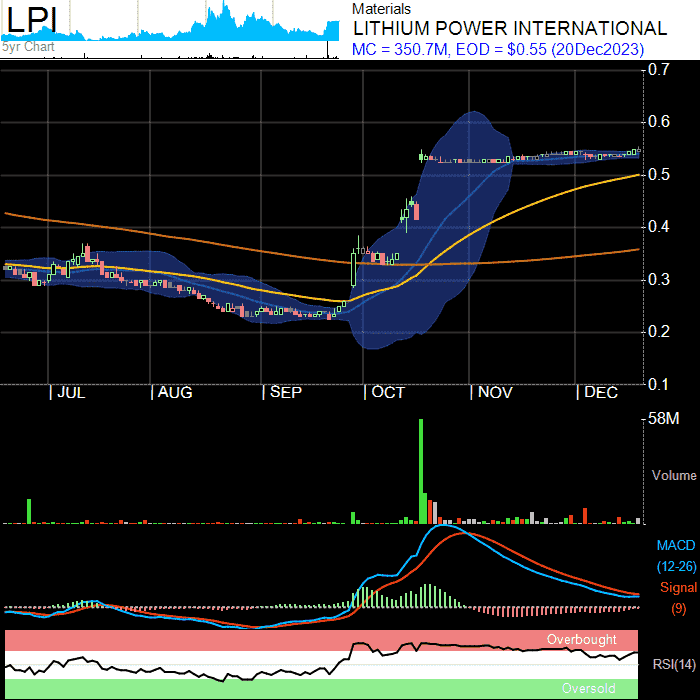 LPI
5yr Chart
Materials
LITHIUM POWER INTERNATIONAL
MC = 350.7M, EOD = $0.55 (20Dec2023)
0.7
0.6
0.5
0.4
0.3
0.2
0.1
| JUL | AUG | SEP | OCT | NOV | DEC
58M
Volume
MACD
(12-26)
Signal
(9)
Overbought
RSI(14)
Oversold